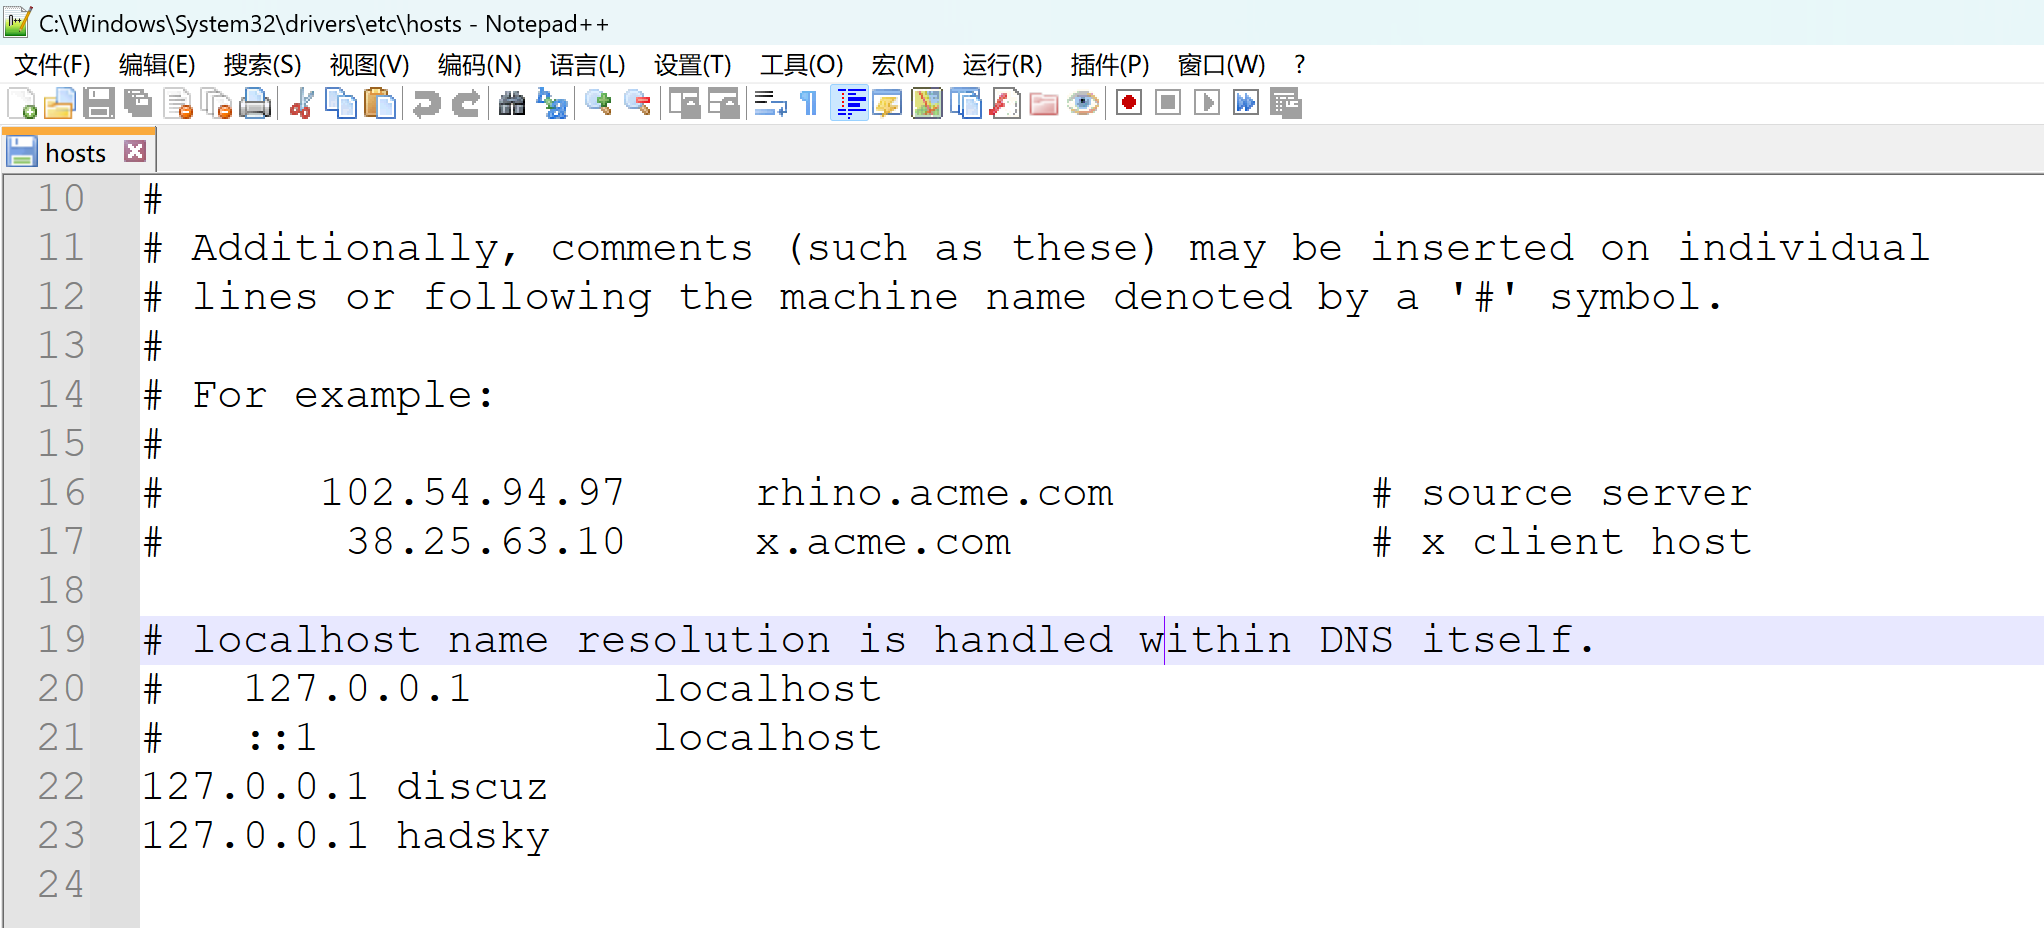 C:\Windows\System32\drivers\etc\hosts - Notepad++
文件(F) 编辑(E) 搜索(S) 视图(V) 编码(N) 语言(L) 设置(T) 工具(O) 宏(M) 运行(R) 插件(P) 窗口(W) ?
hosts
10 #
11 # Additionally, comments (such as these) may be inserted on individual
12 # lines or following the machine name denoted by a '#' symbol.
13 #
14 # For example:
15 #
16 #      102.54.94.97     rhino.acme.com          # source server
17 #       38.25.63.10     x.acme.com              # x client host
18
19 # localhost name resolution is handled within DNS itself.
20 #   127.0.0.1       localhost
21 #   ::1             localhost
22 127.0.0.1 discuz
23 127.0.0.1 hadsky
24